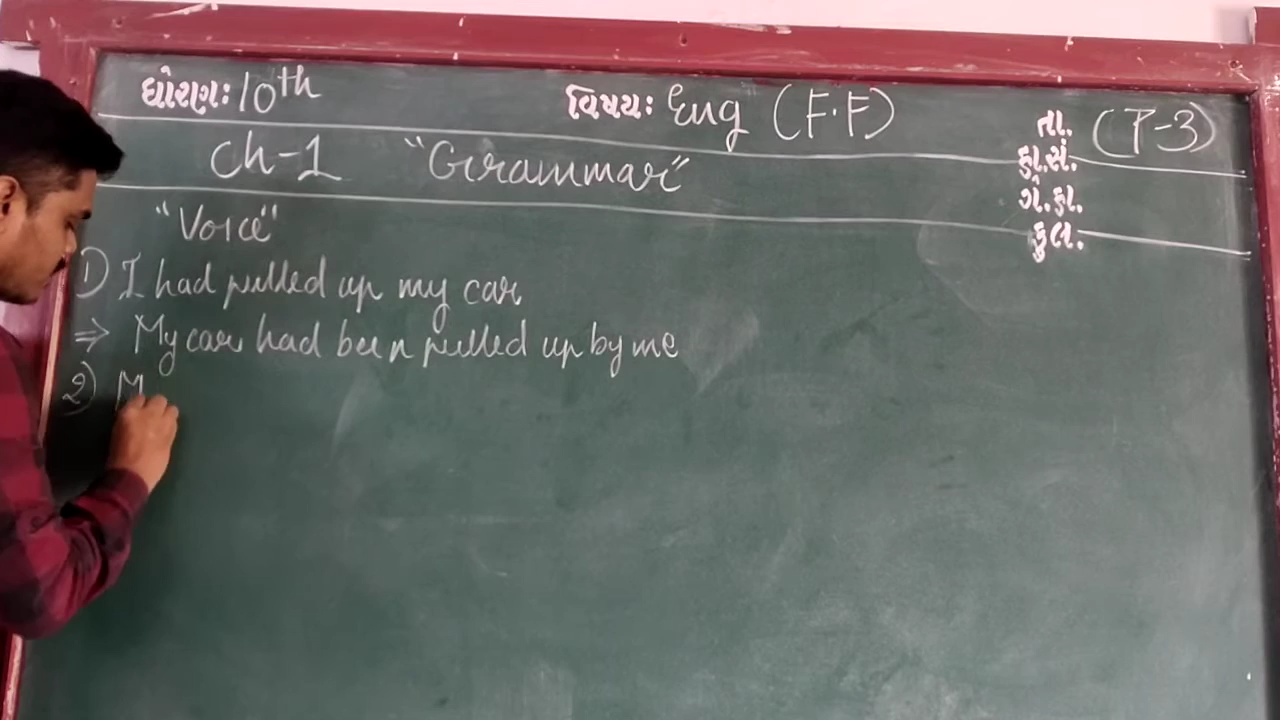 ધોરણ: 10th વિષય: Eng (F.F) તા. (P-3)
Ch-1 "Grammar" હા.સં.
ગે.હા.
"Voice" કુલ.
1) I had pulled up my car
⇒ My car had been pulled up by me
2) M